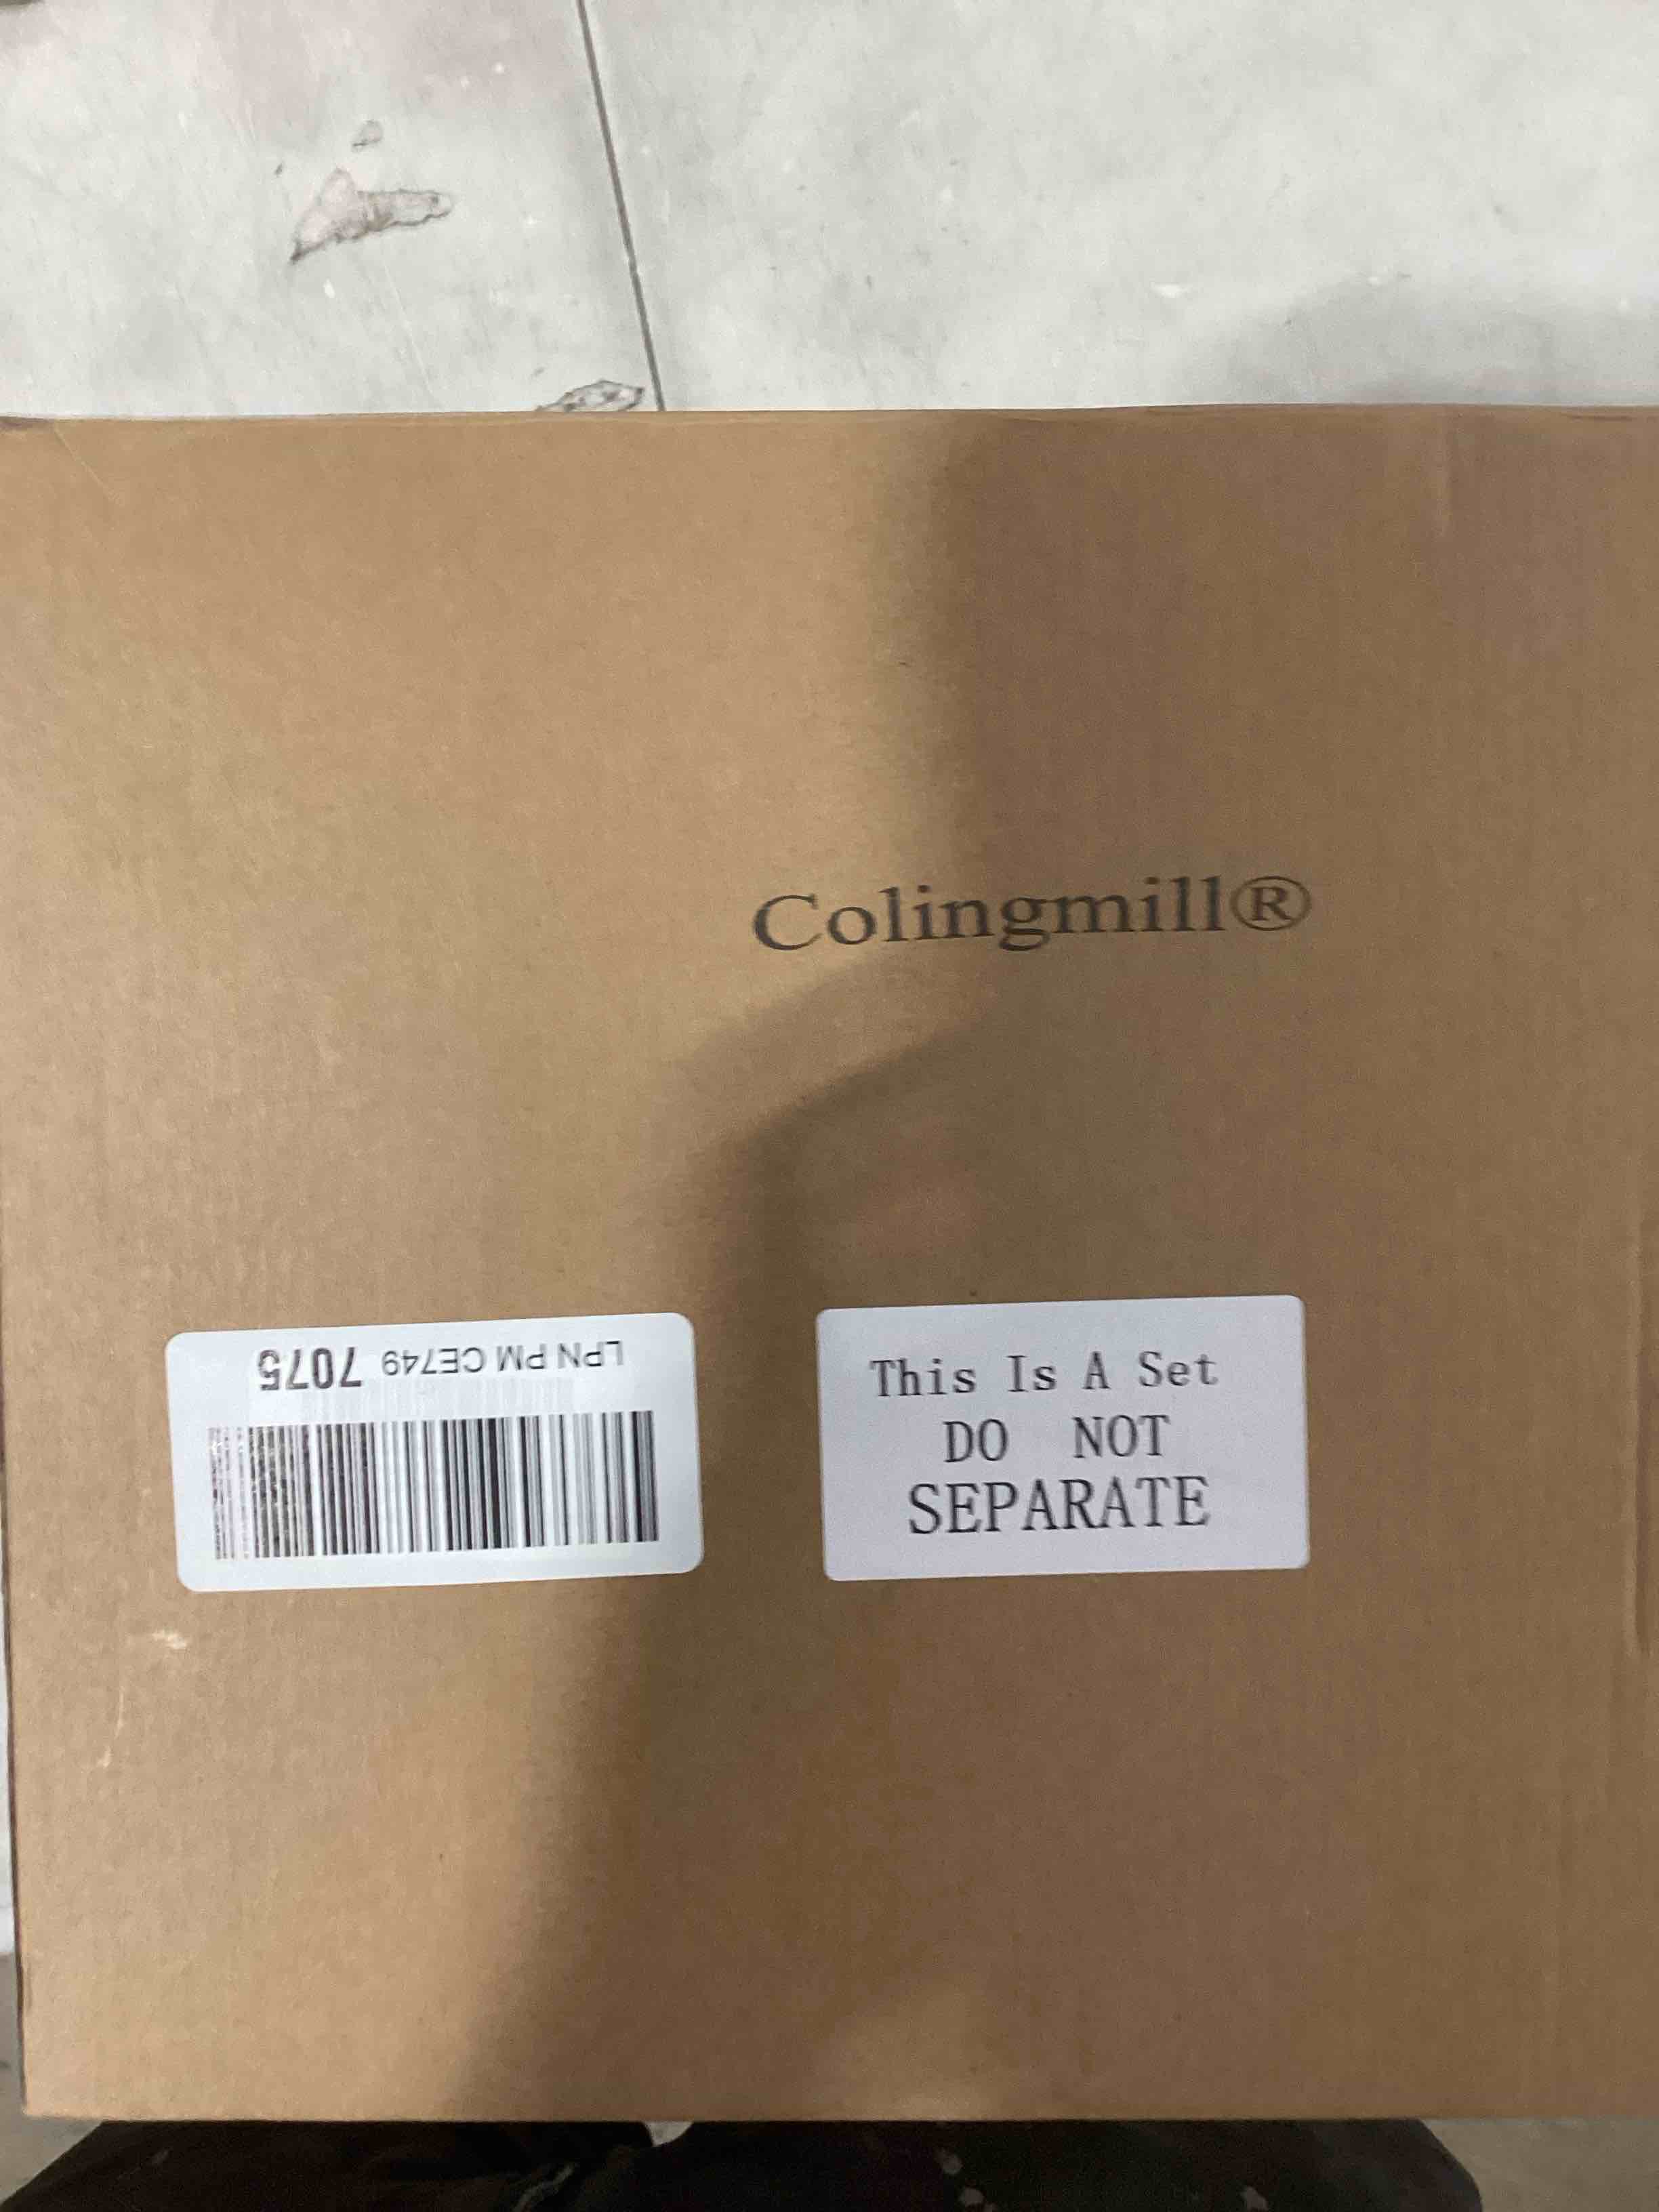 Colingmill®
LPN PM CE749 7075
This Is A Set
DO NOT
SEPARATE